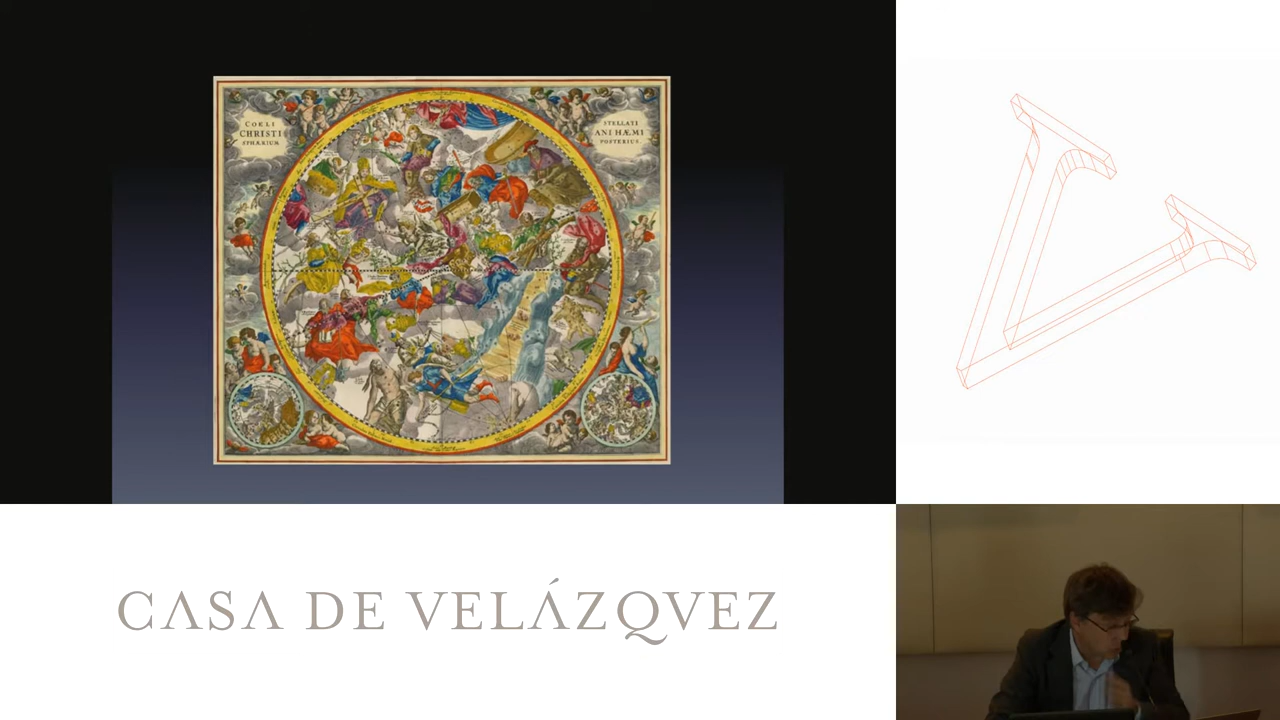 COELI
CHRISTI
SPHÆRIUM
STELLATI
ANI HÆMI
POSTERIUS.
CASA DE VELÁZQVEZ